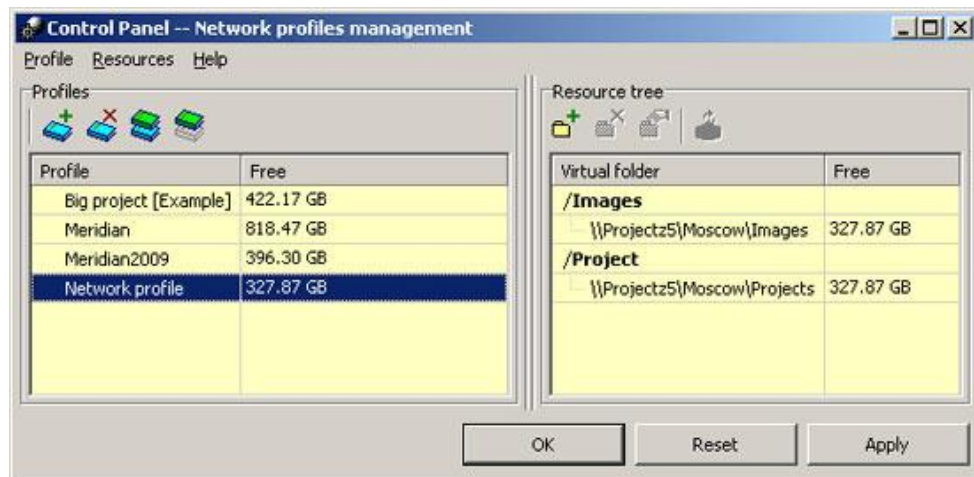 Control Panel -- Network profiles management
Profile Resources Help
Profiles
Profile Free
Big project [Example] 422.17 GB
Meridian 818.47 GB
Meridian2009 396.30 GB
Network profile 327.87 GB
Resource tree
Virtual folder Free
/Images
\\Projectz5\Moscow\Images 327.87 GB
/Project
\\Projectz5\Moscow\Projects 327.87 GB
OK Reset Apply